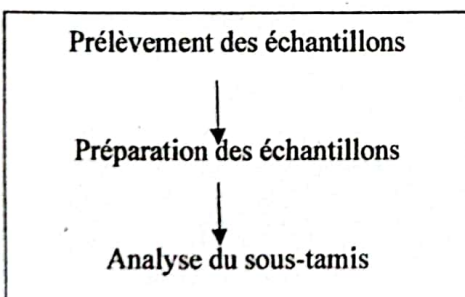 Prélèvement des échantillons
Préparation des échantillons
Analyse du sous-tamis